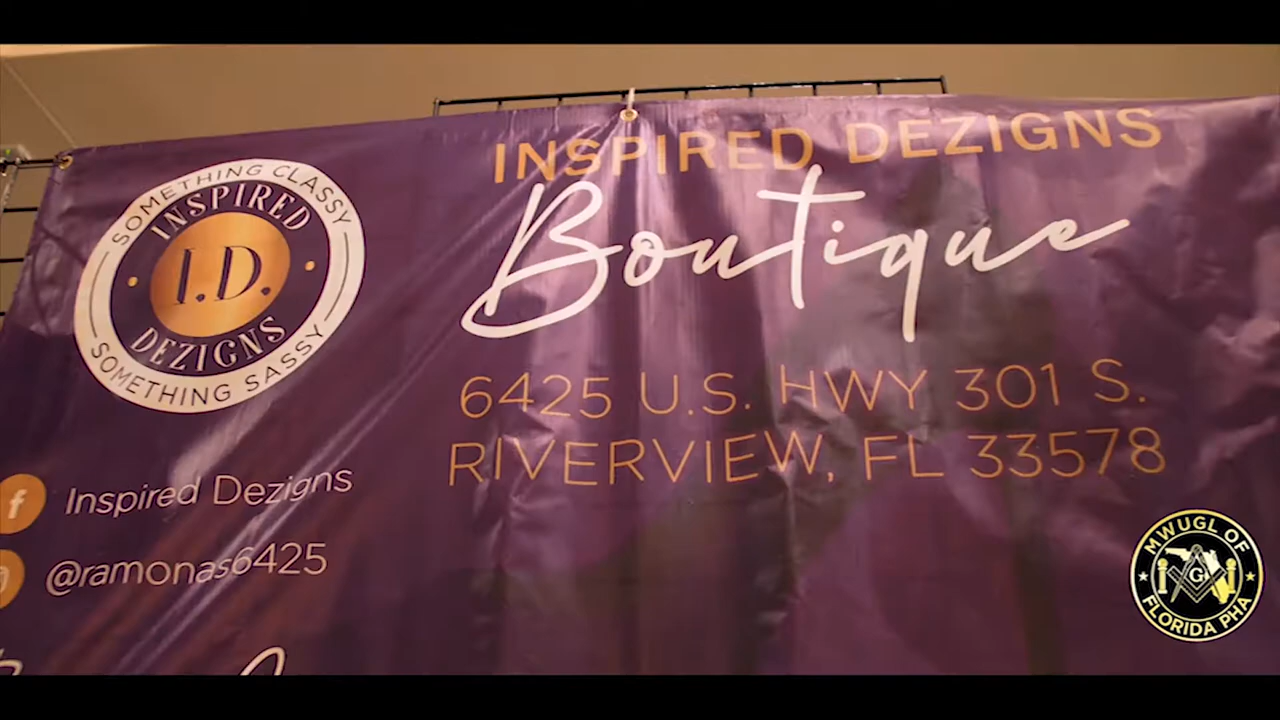 SOMETHING CLASSY
INSPIRED
I.D.
DEZIGNS
SOMETHING SASSY
INSPIRED DEZIGNS
Boutique
6425 U.S. HWY 301 S.
RIVERVIEW, FL 33578
f Inspired Dezigns
@ramonas6425
MWUGL OF
G
FLORIDA PHA